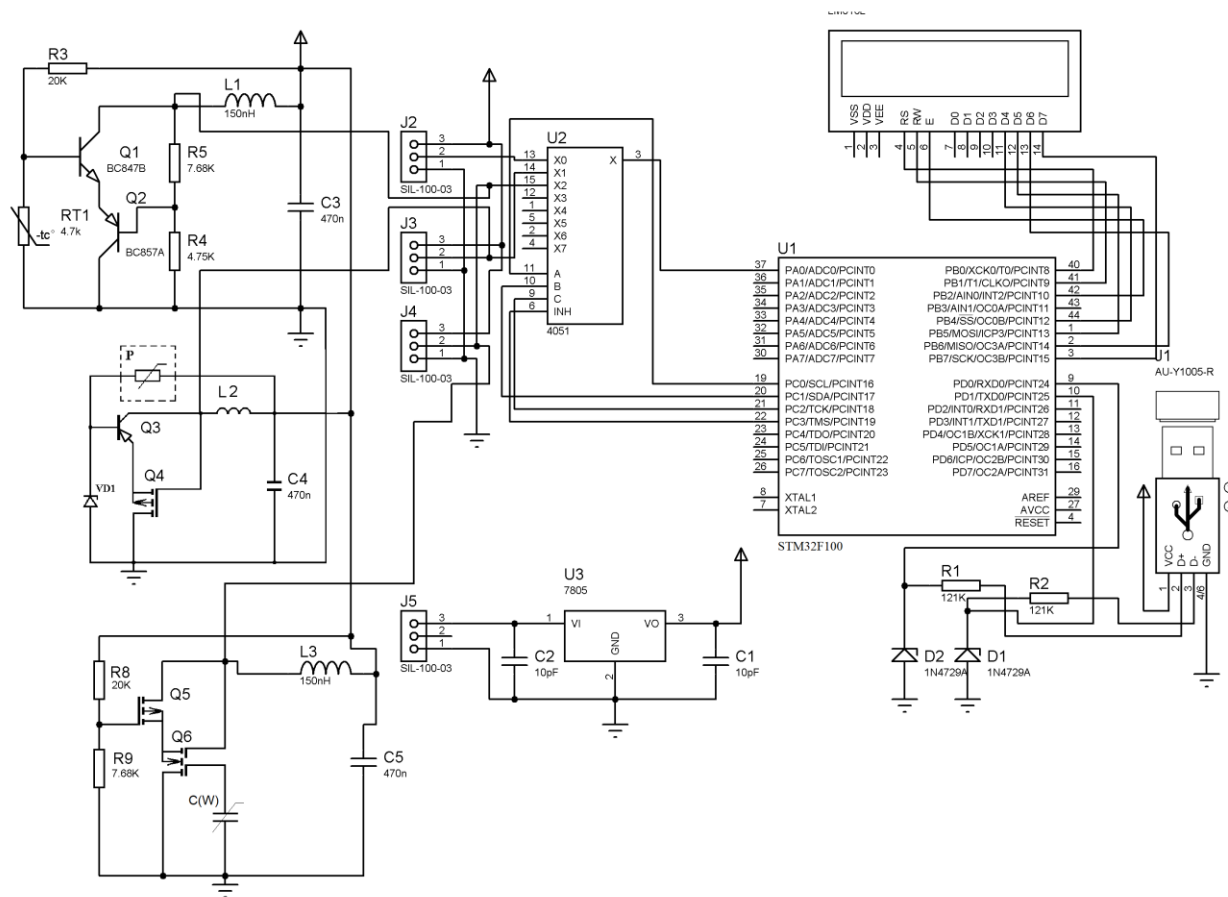 R3
20K
L1
150nH
Q1
BC847B
R5
7.68K
Q2
RT1
4.7k
-tc°
BC857A
R4
4.75K
C3
470n
P
L2
Q3
VD1
Q4
C4
470n
R8
20K
Q5
L3
150nH
Q6
R9
7.68K
C(W)
C5
470n
J2
3
2
1
SIL-100-03
J3
3
2
1
SIL-100-03
J4
3
2
1
SIL-100-03
J5
3
2
1
SIL-100-03
U2
13 X0 X 3
14 X1
15 X2
12 X3
1 X4
5 X5
2 X6
4 X7
11 A
10 B
9 C
6 INH
4051
U3
7805
1 VI VO 3
GND
2
C2
10pF
C1
10pF
VSS
VDD
VEE
RS
RW
E
D0
D1
D2
D3
D4
D5
D6
D7
1
2
3
4
5
6
7
8
9
10
11
12
13
14
U1
37 PA0/ADC0/PCINT0 PB0/XCK0/T0/PCINT8 40
36 PA1/ADC1/PCINT1 PB1/T1/CLKO/PCINT9 41
35 PA2/ADC2/PCINT2 PB2/AIN0/INT2/PCINT10 42
34 PA3/ADC3/PCINT3 PB3/AIN1/OC0A/PCINT11 43
33 PA4/ADC4/PCINT4 PB4/SS/OC0B/PCINT12 44
32 PA5/ADC5/PCINT5 PB5/MOSI/ICP3/PCINT13 1
31 PA6/ADC6/PCINT6 PB6/MISO/OC3A/PCINT14 2
30 PA7/ADC7/PCINT7 PB7/SCK/OC3B/PCINT15 3
19 PC0/SCL/PCINT16 PD0/RXD0/PCINT24 9
20 PC1/SDA/PCINT17 PD1/TXD0/PCINT25 10
21 PC2/TCK/PCINT18 PD2/INT0/RXD1/PCINT26 11
22 PC3/TMS/PCINT19 PD3/INT1/TXD1/PCINT27 12
23 PC4/TDO/PCINT20 PD4/OC1B/XCK1/PCINT28 13
24 PC5/TDI/PCINT21 PD5/OC1A/PCINT29 14
25 PC6/TOSC1/PCINT22 PD6/ICP/OC2B/PCINT30 15
26 PC7/TOSC2/PCINT23 PD7/OC2A/PCINT31 16
8 XTAL1 AREF 29
7 XTAL2 AVCC 27
RESET 4
STM32F100
J1
AU-Y1005-R
VCC
D+
D-
GND
1
2
3
4/6
R1
121K
R2
121K
D2
1N4729A
D1
1N4729A